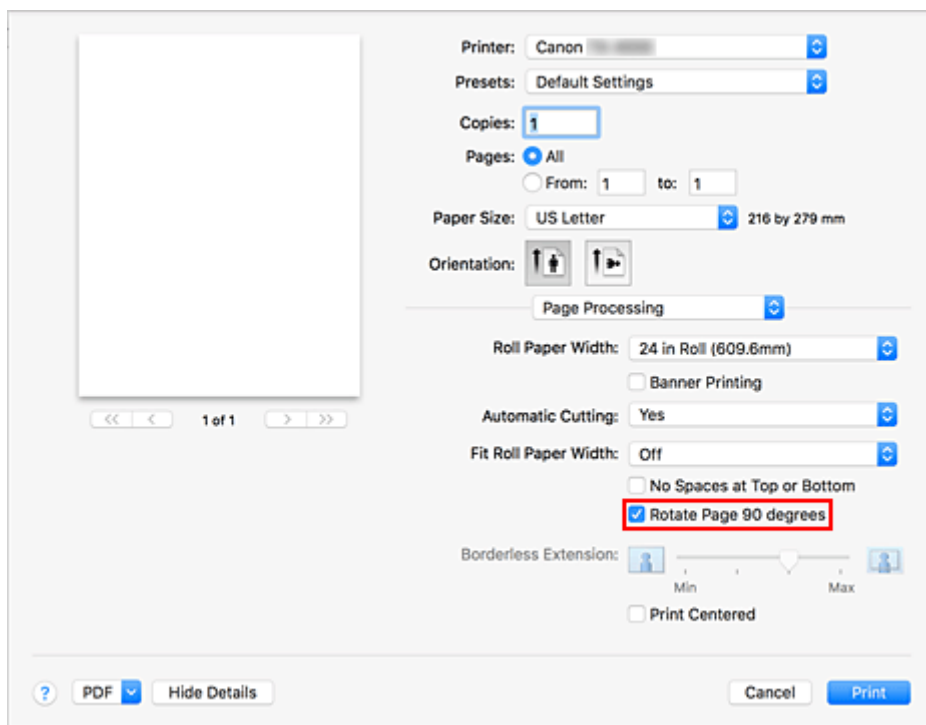 Printer: Canon
Presets: Default Settings
Copies: 1
Pages: All
From: 1 to: 1
Paper Size: US Letter 216 by 279 mm
Orientation:
Page Processing
Roll Paper Width: 24 in Roll (609.6mm)
Banner Printing
<< < 1 of 1 > >>
Automatic Cutting: Yes
Fit Roll Paper Width: Off
No Spaces at Top or Bottom
Rotate Page 90 degrees
Borderless Extension:
Min Max
Print Centered
? PDF Hide Details Cancel Print